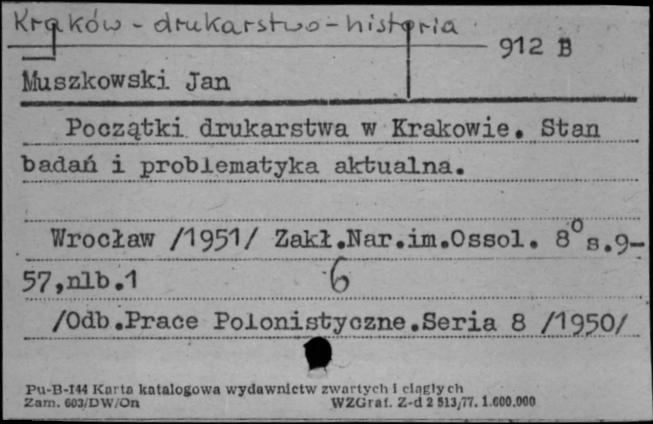 Kraków - drukarstwo - historia
912 B
Muszkowski Jan
Początki drukarstwa w Krakowie. Stan
badań i problematyka aktualna.
Wrocław /1951/ Zakł.Nar.im.Ossol. 8° s.9-
57,nlb.1 6
/Odb.Prace Polonistyczne.Seria 8 /1950/
Pu-B-144 Karta katalogowa wydawnictw zwartych i ciągłych
Zam. 603/DW/On WZGraf. Z-d 2 513/77. 1.600.000